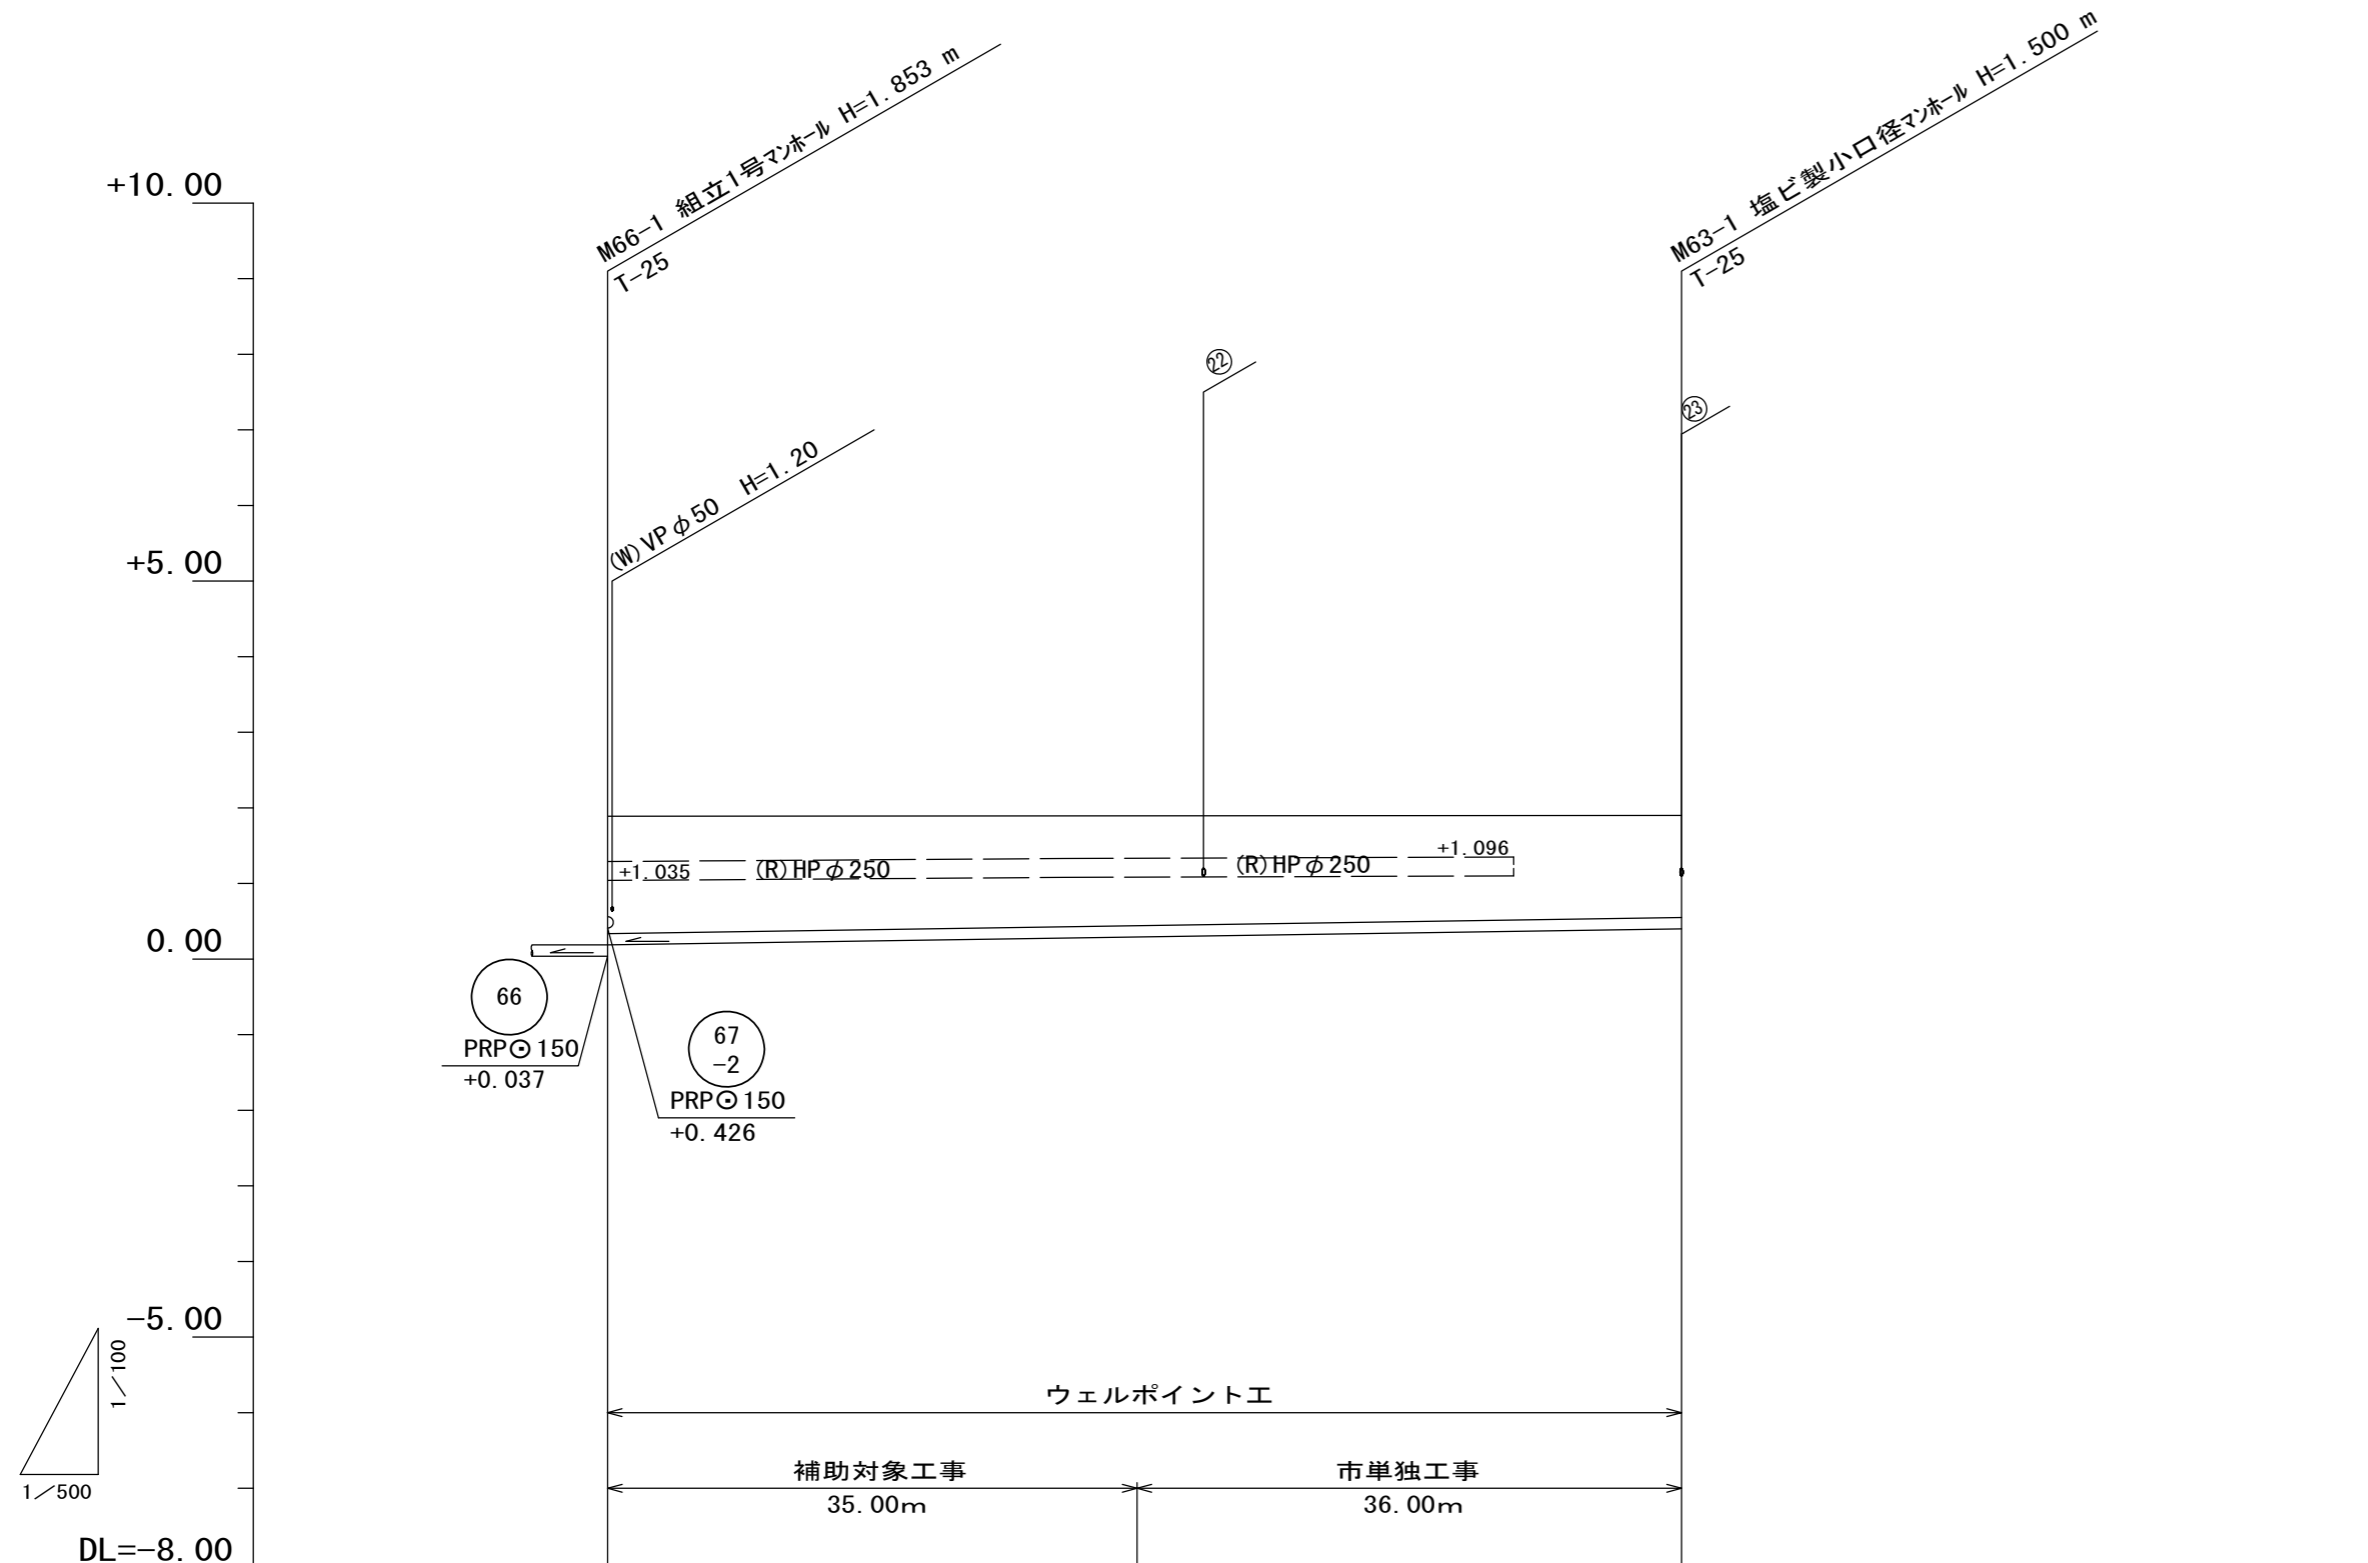 M66-1 組立1号ﾏﾝﾎｰﾙ H=1.853 m
T-25
M63-1 塩ビ製小口径ﾏﾝﾎｰﾙ H=1.500 m
T-25
+10.00
㉒
㉓
(W)VPφ50 H=1.20
+5.00
+1.035
(R)HPφ250
(R)HPφ250
+1.096
0.00
66
PRP⊙150
+0.037
67
-2
PRP⊙150
+0.426
-5.00
1/100
1/500
ウェルポイント工
補助対象工事
35.00m
市単独工事
36.00m
DL=-8.00